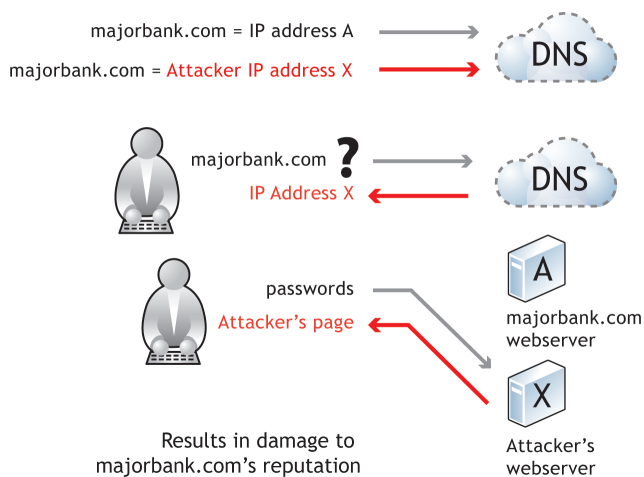 majorbank.com = IP address A
DNS
majorbank.com = Attacker IP address X
majorbank.com ?
DNS
IP Address X
A
passwords
majorbank.com
webserver
Attacker's page
X
Results in damage to
majorbank.com's reputation
Attacker's
webserver